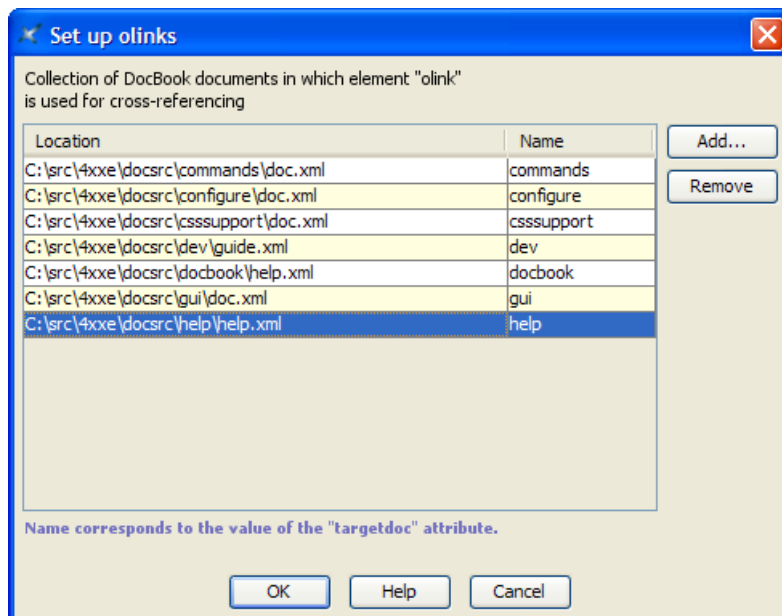 Set up olinks
Collection of DocBook documents in which element "olink"
is used for cross-referencing
Location Name
C:\src\4xxe\docsrc\commands\doc.xml commands
C:\src\4xxe\docsrc\configure\doc.xml configure
C:\src\4xxe\docsrc\csssupport\doc.xml csssupport
C:\src\4xxe\docsrc\dev\guide.xml dev
C:\src\4xxe\docsrc\docbook\help.xml docbook
C:\src\4xxe\docsrc\gui\doc.xml gui
C:\src\4xxe\docsrc\help\help.xml help
Add...
Remove
Name corresponds to the value of the "targetdoc" attribute.
OK Help Cancel